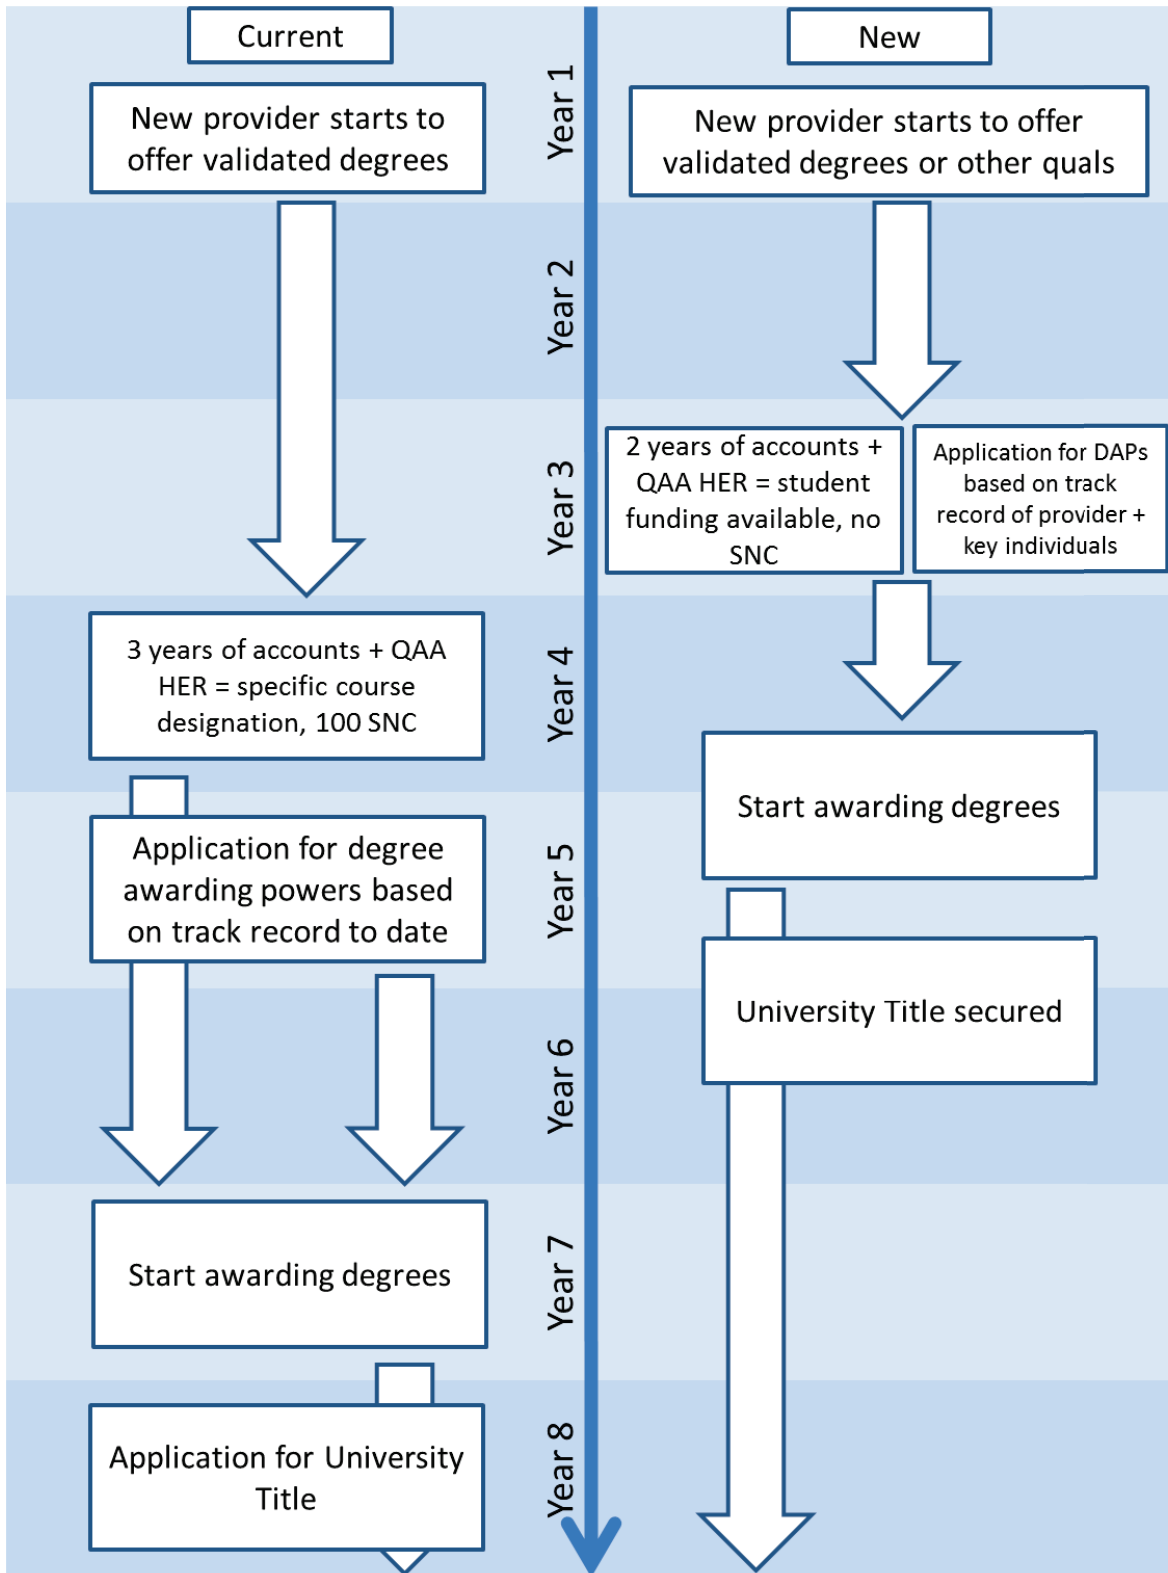 Current
New provider starts to
offer validated degrees
3 years of accounts + QAA
HER = specific course
designation, 100 SNC
Application for degree
awarding powers based
on track record to date
Start awarding degrees
Application for University
Title
Year 1
Year 2
Year 3
Year 4
Year 5
Year 6
Year 7
Year 8
New
New provider starts to offer
validated degrees or other quals
2 years of accounts +
QAA HER = student
funding available, no
SNC
Application for DAPs
based on track
record of provider +
key individuals
Start awarding degrees
University Title secured